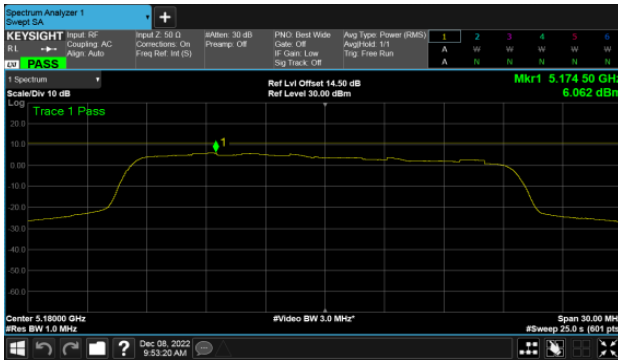 Spectrum Analyzer 1
Swept SA
+
KEYSIGHT Input: RF Input Z: 50 Ω #Atten: 30 dB PNO: Best Wide Avg Type: Power (RMS) 1 2 3 4 5 6
RL Coupling: AC Corrections: On Preamp: Off Gate: Off Avg|Hold: 1/1 A W W W W W
Align: Auto Freq Ref: Int (S) IF Gain: Low Trig: Free Run A N N N N N
LXI PASS Sig Track: Off
1 Spectrum Ref Lvl Offset 14.50 dB Mkr1 5.174 50 GHz
Scale/Div 10 dB Ref Level 30.00 dBm 6.062 dBm
Log Trace 1 Pass
20.0
10.0
1
0.00
-10.0
-20.0
-30.0
-40.0
-50.0
-60.0
Center 5.18000 GHz #Video BW 3.0 MHz* Span 30.00 MHz
#Res BW 1.0 MHz #Sweep 25.0 s (601 pts)
? Dec 08, 2022
9:53:20 AM